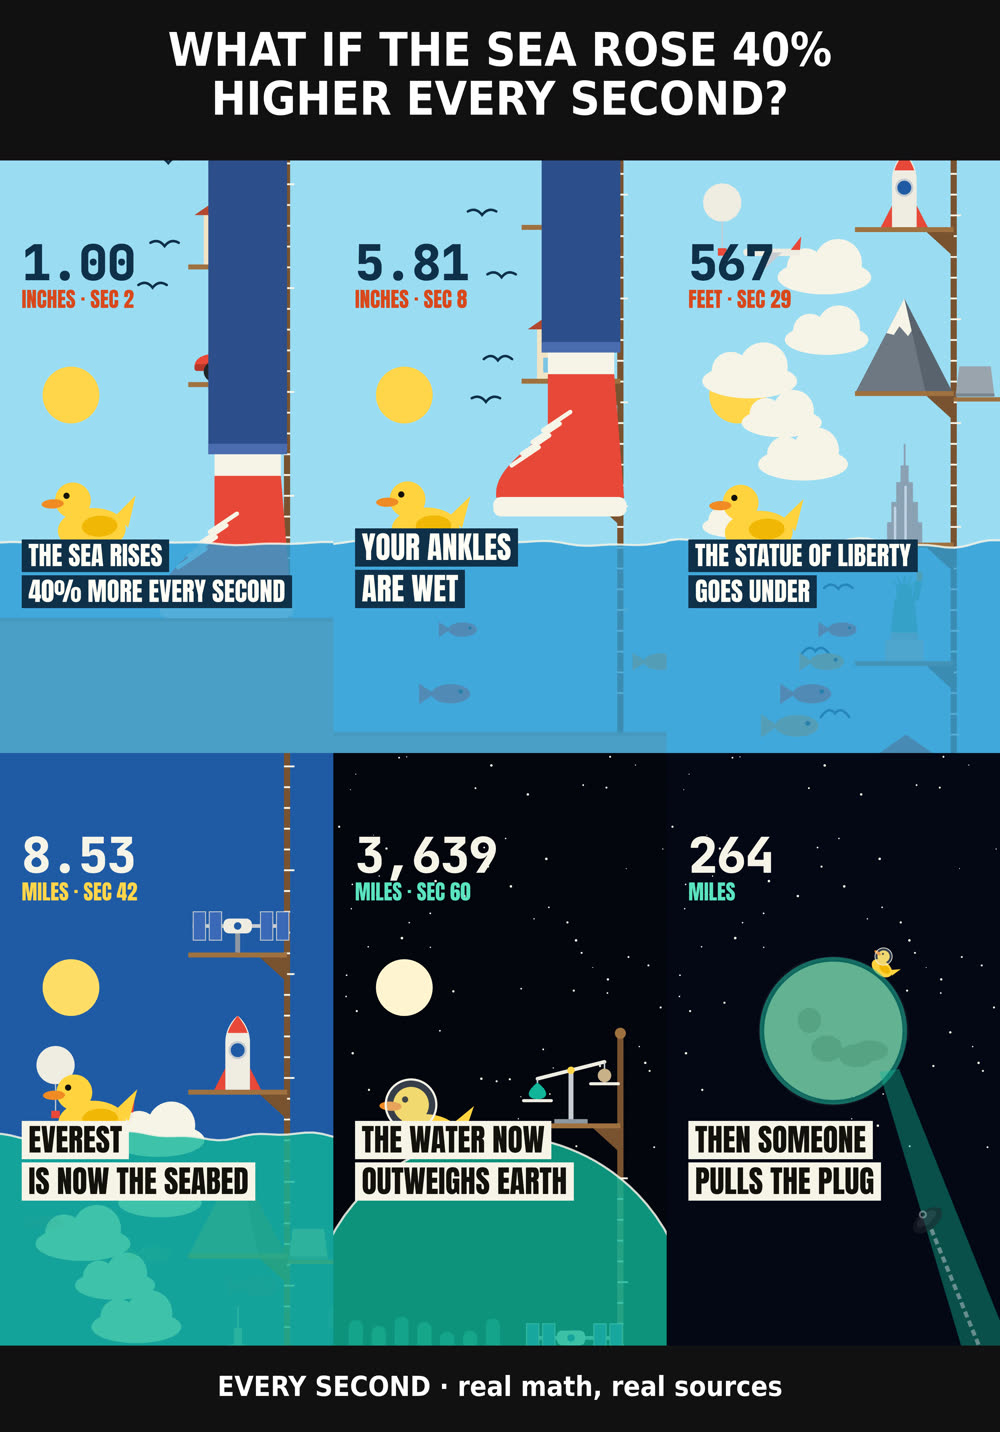 WHAT IF THE SEA ROSE 40%
HIGHER EVERY SECOND?
1.00
INCHES · SEC 2
THE SEA RISES
40% MORE EVERY SECOND
5.81
INCHES · SEC 8
YOUR ANKLES
ARE WET
567
FEET · SEC 29
THE STATUE OF LIBERTY
GOES UNDER
8.53
MILES · SEC 42
EVEREST
IS NOW THE SEABED
3,639
MILES · SEC 60
THE WATER NOW
OUTWEIGHS EARTH
264
MILES
THEN SOMEONE
PULLS THE PLUG
EVERY SECOND · real math, real sources